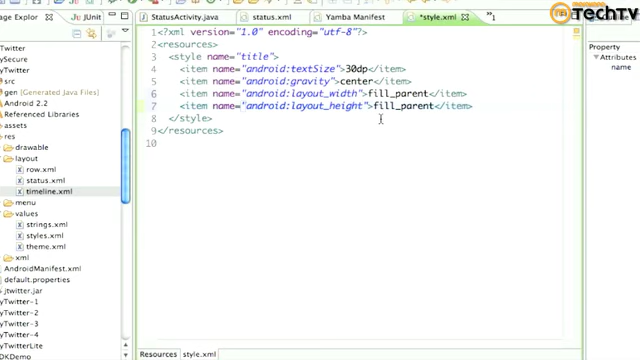 TechTV
age Explor
JUnit
StatusActivity.java
status.xml
Yamba Manifest
*style.xml
»1
Property
Attributes
name
Twitter
ySecure
yTwitter
src
gen [Generated Java Files]
Android 2.2
Referenced Libraries
assets
res
drawable
layout
row.xml
status.xml
timeline.xml
menu
values
strings.xml
styles.xml
theme.xml
xml
AndroidManifest.xml
default.properties
jtwitter.jar
yTwitter-1
yTwitter-2
yTwitter-3
yTwitter-4
yTwitterLite
DKDemo
1 <?xml version="1.0" encoding="utf-8"?>
2 <resources>
3 <style name="title">
4 <item name="android:textSize">30dp</item>
5 <item name="android:gravity">center</item>
6 <item name="android:layout_width">fill_parent</item>
7 <item name="android:layout_height">fill_parent</item>
8 </style>
9 </resources>
10
Resources
style.xml